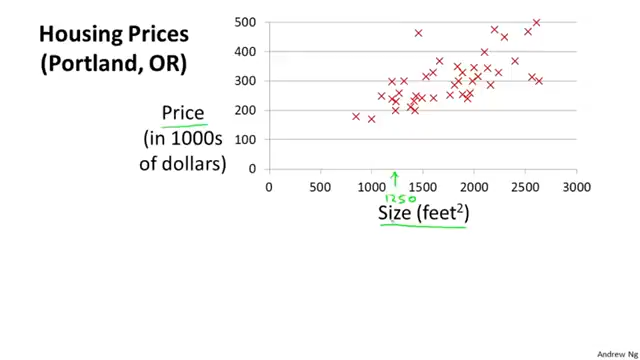 Housing Prices
(Portland, OR)
Price
(in 1000s
of dollars)
500
400
300
200
100
0
0 500 1000 1500 2000 2500 3000
1250
Size (feet²)
Andrew Ng